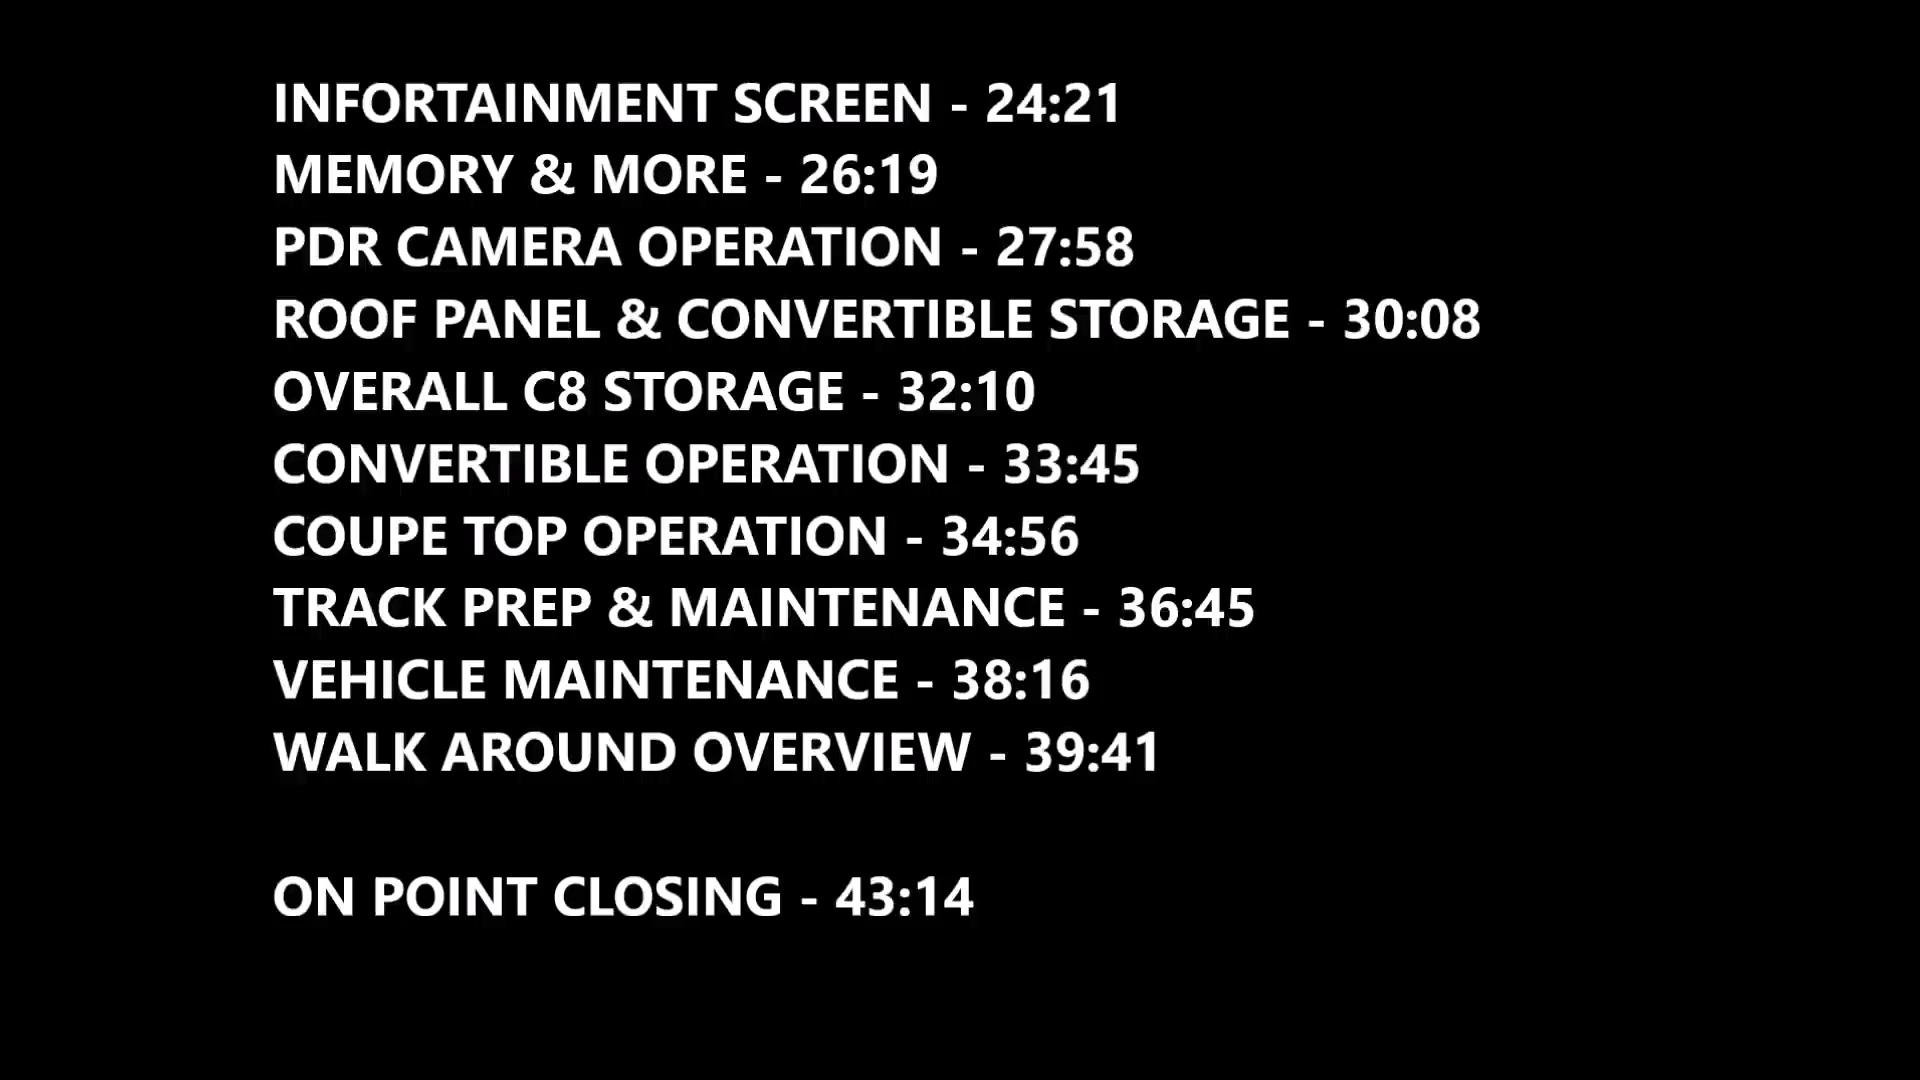 INFORTAINMENT SCREEN - 24:21
MEMORY & MORE - 26:19
PDR CAMERA OPERATION - 27:58
ROOF PANEL & CONVERTIBLE STORAGE - 30:08
OVERALL C8 STORAGE - 32:10
CONVERTIBLE OPERATION - 33:45
COUPE TOP OPERATION - 34:56
TRACK PREP & MAINTENANCE - 36:45
VEHICLE MAINTENANCE - 38:16
WALK AROUND OVERVIEW - 39:41
ON POINT CLOSING - 43:14